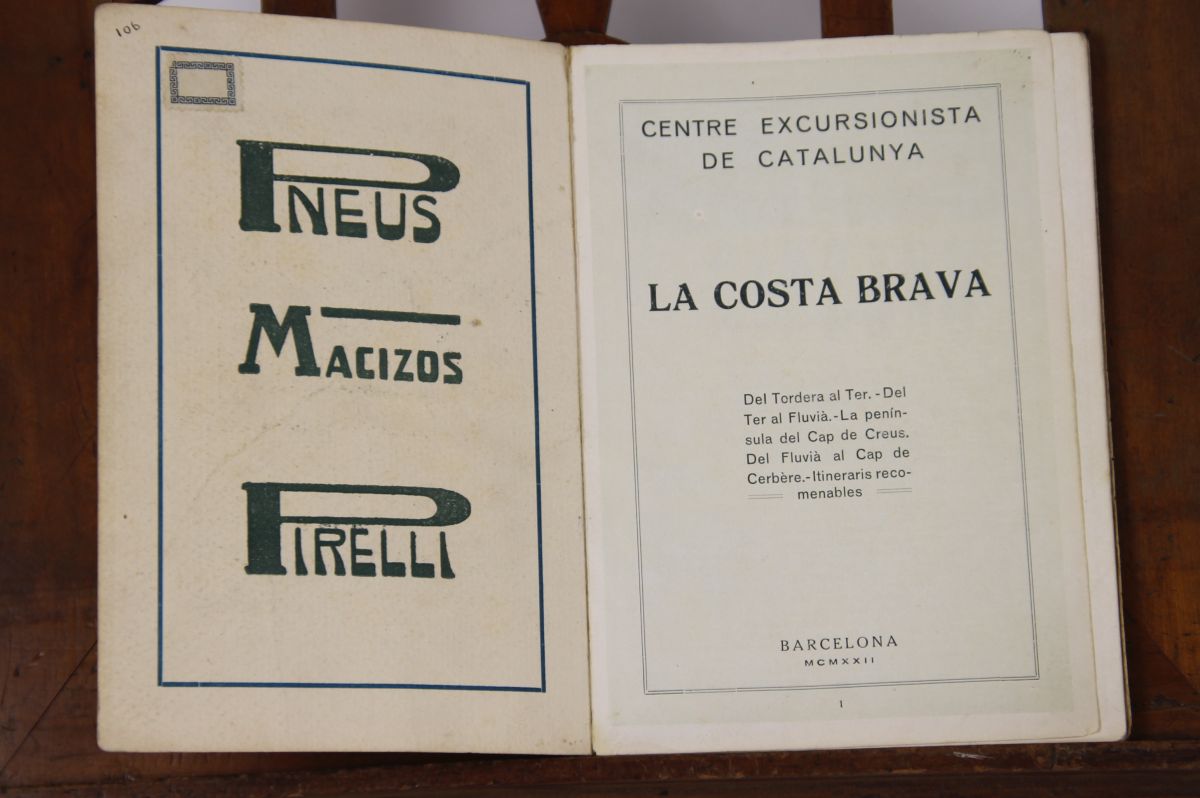 106
PNEUS
MACIZOS
PIRELLI
CENTRE EXCURSIONISTA
DE CATALUNYA
LA COSTA BRAVA
Del Tordera al Ter.-Del
Ter al Fluvià.-La penín-
sula del Cap de Creus.
Del Fluvià al Cap de
Cerbère.-Itineraris reco-
menables
BARCELONA
MCMXXII
1